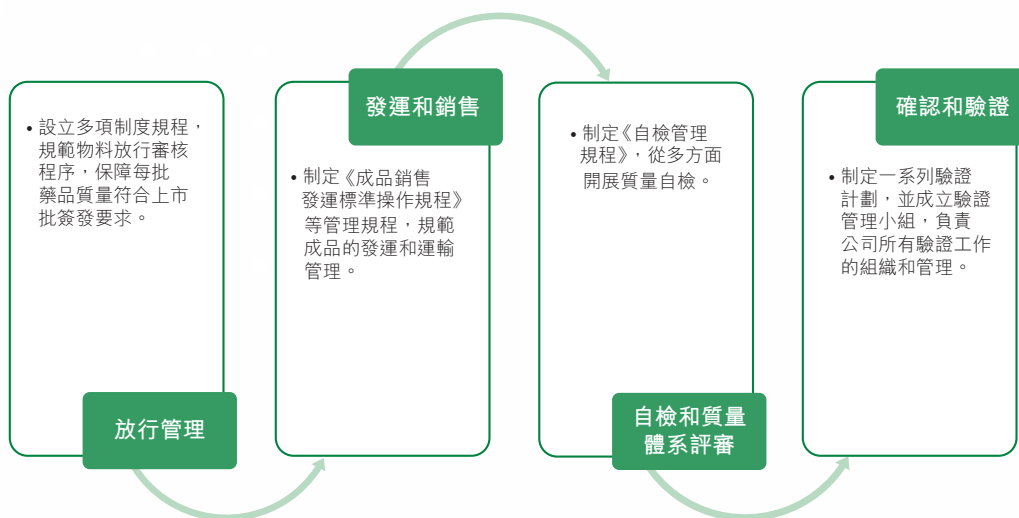 • 設立多項制度規程，
規範物料放行審核
程序，保障每批
藥品質量符合上市
批簽發要求。
放行管理
發運和銷售
• 制定《成品銷售
發運標準操作規程》
等管理規程，規範
成品的發運和運輸
管理。
• 制定《自檢管理
規程》，從多方面
開展質量自檢。
自檢和質量
體系評審
確認和驗證
• 制定一系列驗證
計劃，並成立驗證
管理小組，負責
公司所有驗證工作
的組織和管理。